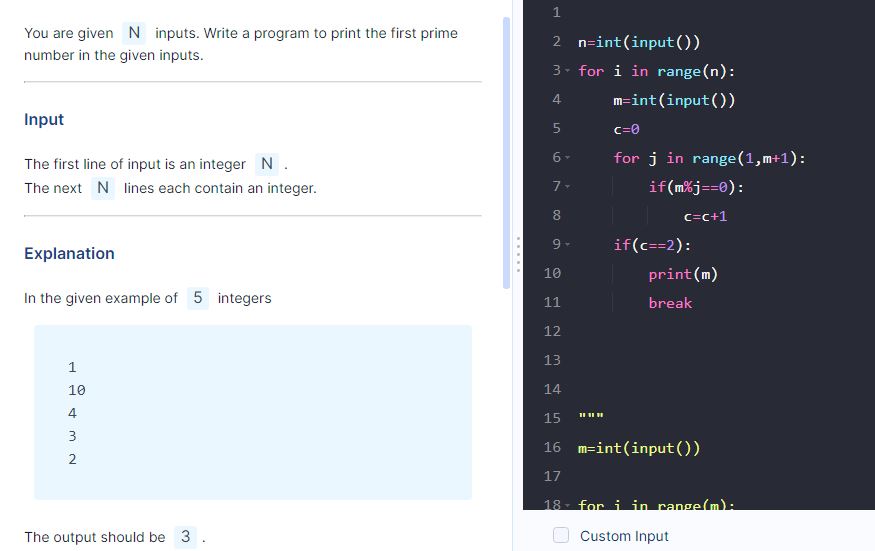 You are given N inputs. Write a program to print the first prime
number in the given inputs.
Input
The first line of input is an integer N .
The next N lines each contain an integer.
Explanation
In the given example of 5 integers
1
10
4
3
2
The output should be 3 .
1
2 n=int(input())
3 for i in range(n):
4 m=int(input())
5 c=0
6 for j in range(1,m+1):
7 if(m%j==0):
8 c=c+1
9 if(c==2):
10 print(m)
11 break
12
13
14
15 """
16 m=int(input())
17
18 for i in range(m):
Custom Input